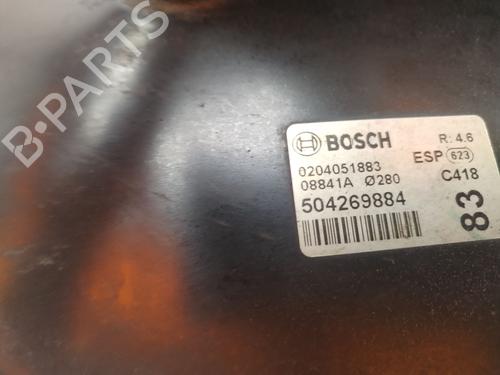 B-PARTS
BOSCH R: 4.6
0204051883 ESP 623
08841A Ø280 C418
504269884
83